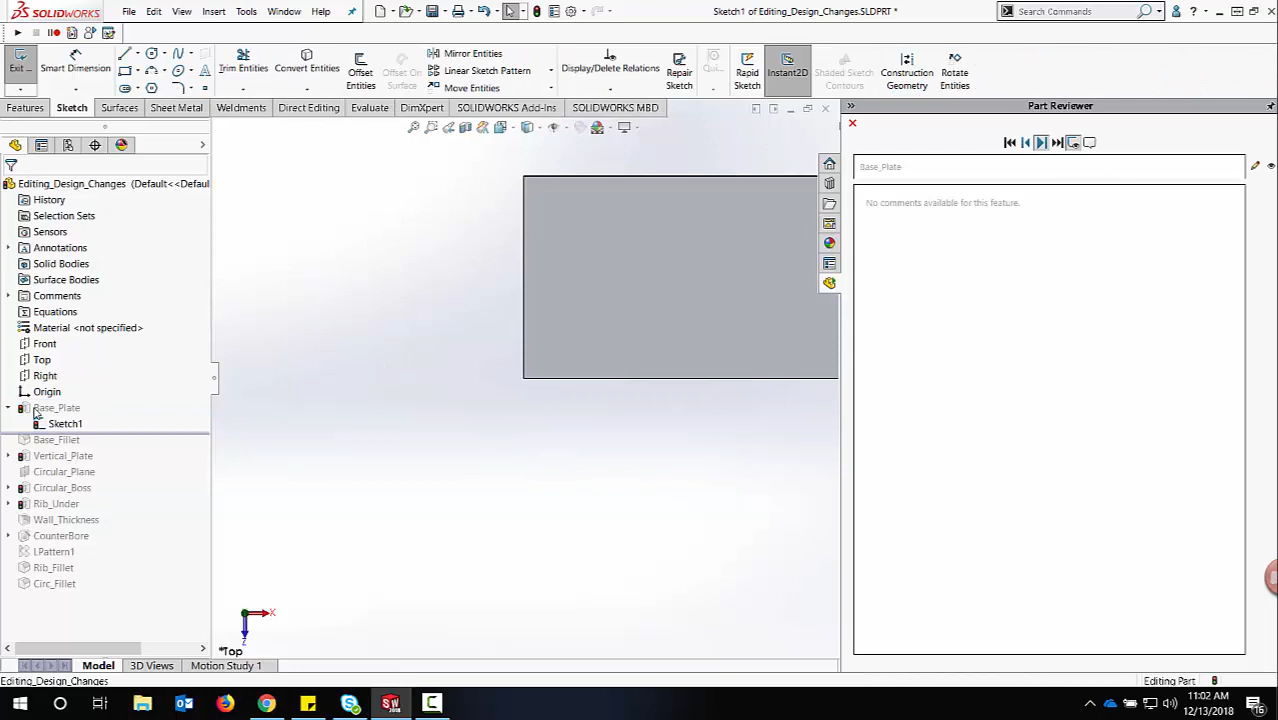 SOLIDWORKS
File Edit View Insert Tools Window Help
Sketch1 of Editing_Design_Changes.SLDPRT *
Search Commands
Exit ...
Smart Dimension
Trim Entities
Convert Entities
Offset Entities
Offset On Surface
Mirror Entities
Linear Sketch Pattern
Move Entities
Display/Delete Relations
Repair Sketch
Qui...
Rapid Sketch
Instant2D
Shaded Sketch Contours
Construction Geometry
Rotate Entities
Features Sketch Surfaces Sheet Metal Weldments Direct Editing Evaluate DimXpert SOLIDWORKS Add-Ins SOLIDWORKS MBD
Part Reviewer
Base_Plate
No comments available for this feature.
Editing_Design_Changes (Default<<Defaul
History
Selection Sets
Sensors
Annotations
Solid Bodies
Surface Bodies
Comments
Equations
Material <not specified>
Front
Top
Right
Origin
Base_Plate
Sketch1
Base_Fillet
Vertical_Plate
Circular_Plane
Circular_Boss
Rib_Under
Wall_Thickness
CounterBore
LPattern1
Rib_Fillet
Circ_Fillet
X
Z
*Top
Model 3D Views Motion Study 1
Editing_Design_Changes
Editing Part
11:02 AM
12/13/2018
16